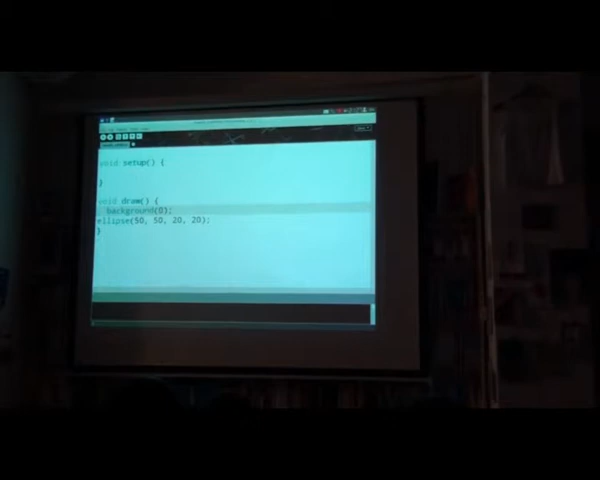 void setup() {
}
void draw() {
background(0);
ellipse(50, 50, 20, 20);
}